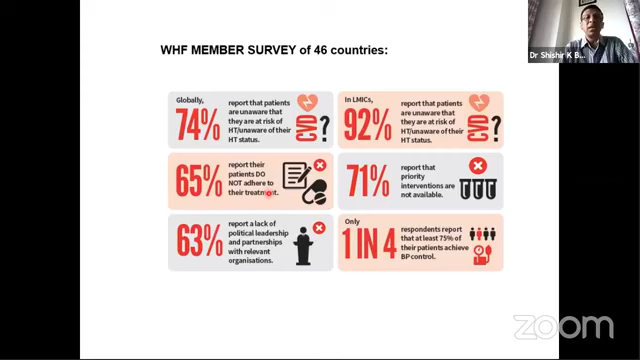 WHF MEMBER SURVEY of 46 countries:
Globally,
74%
report that patients
are unaware that
they are at risk of
HT/unaware of their
HT status.
CVD?
In LMICs,
92%
report that patients
are unaware that
they are at risk of
HT/unaware of their
HT status.
CVD?
65%
report their
patients DO
NOT adhere to
their treatment.
71%
report that
priority
interventions are
not available.
63%
report a lack of
political leadership
and partnerships
with relevant
organisations.
Only
1 IN 4
respondents report
that at least 75% of
their patients achieve
BP control.
Dr Shishir K B...
zoom